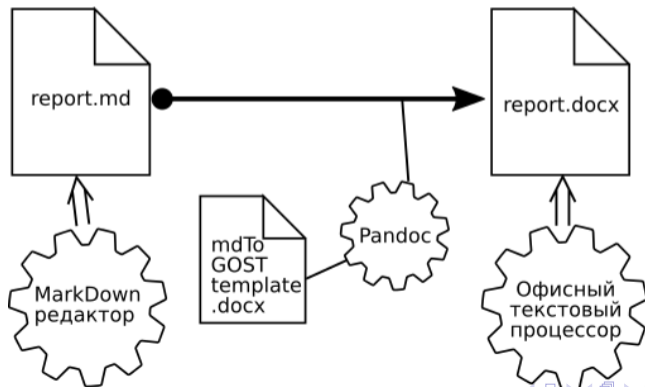 report.md
report.docx
mdTo
GOST
template
.docx
Pandoc
MarkDown
редактор
Офисный
текстовый
процессор